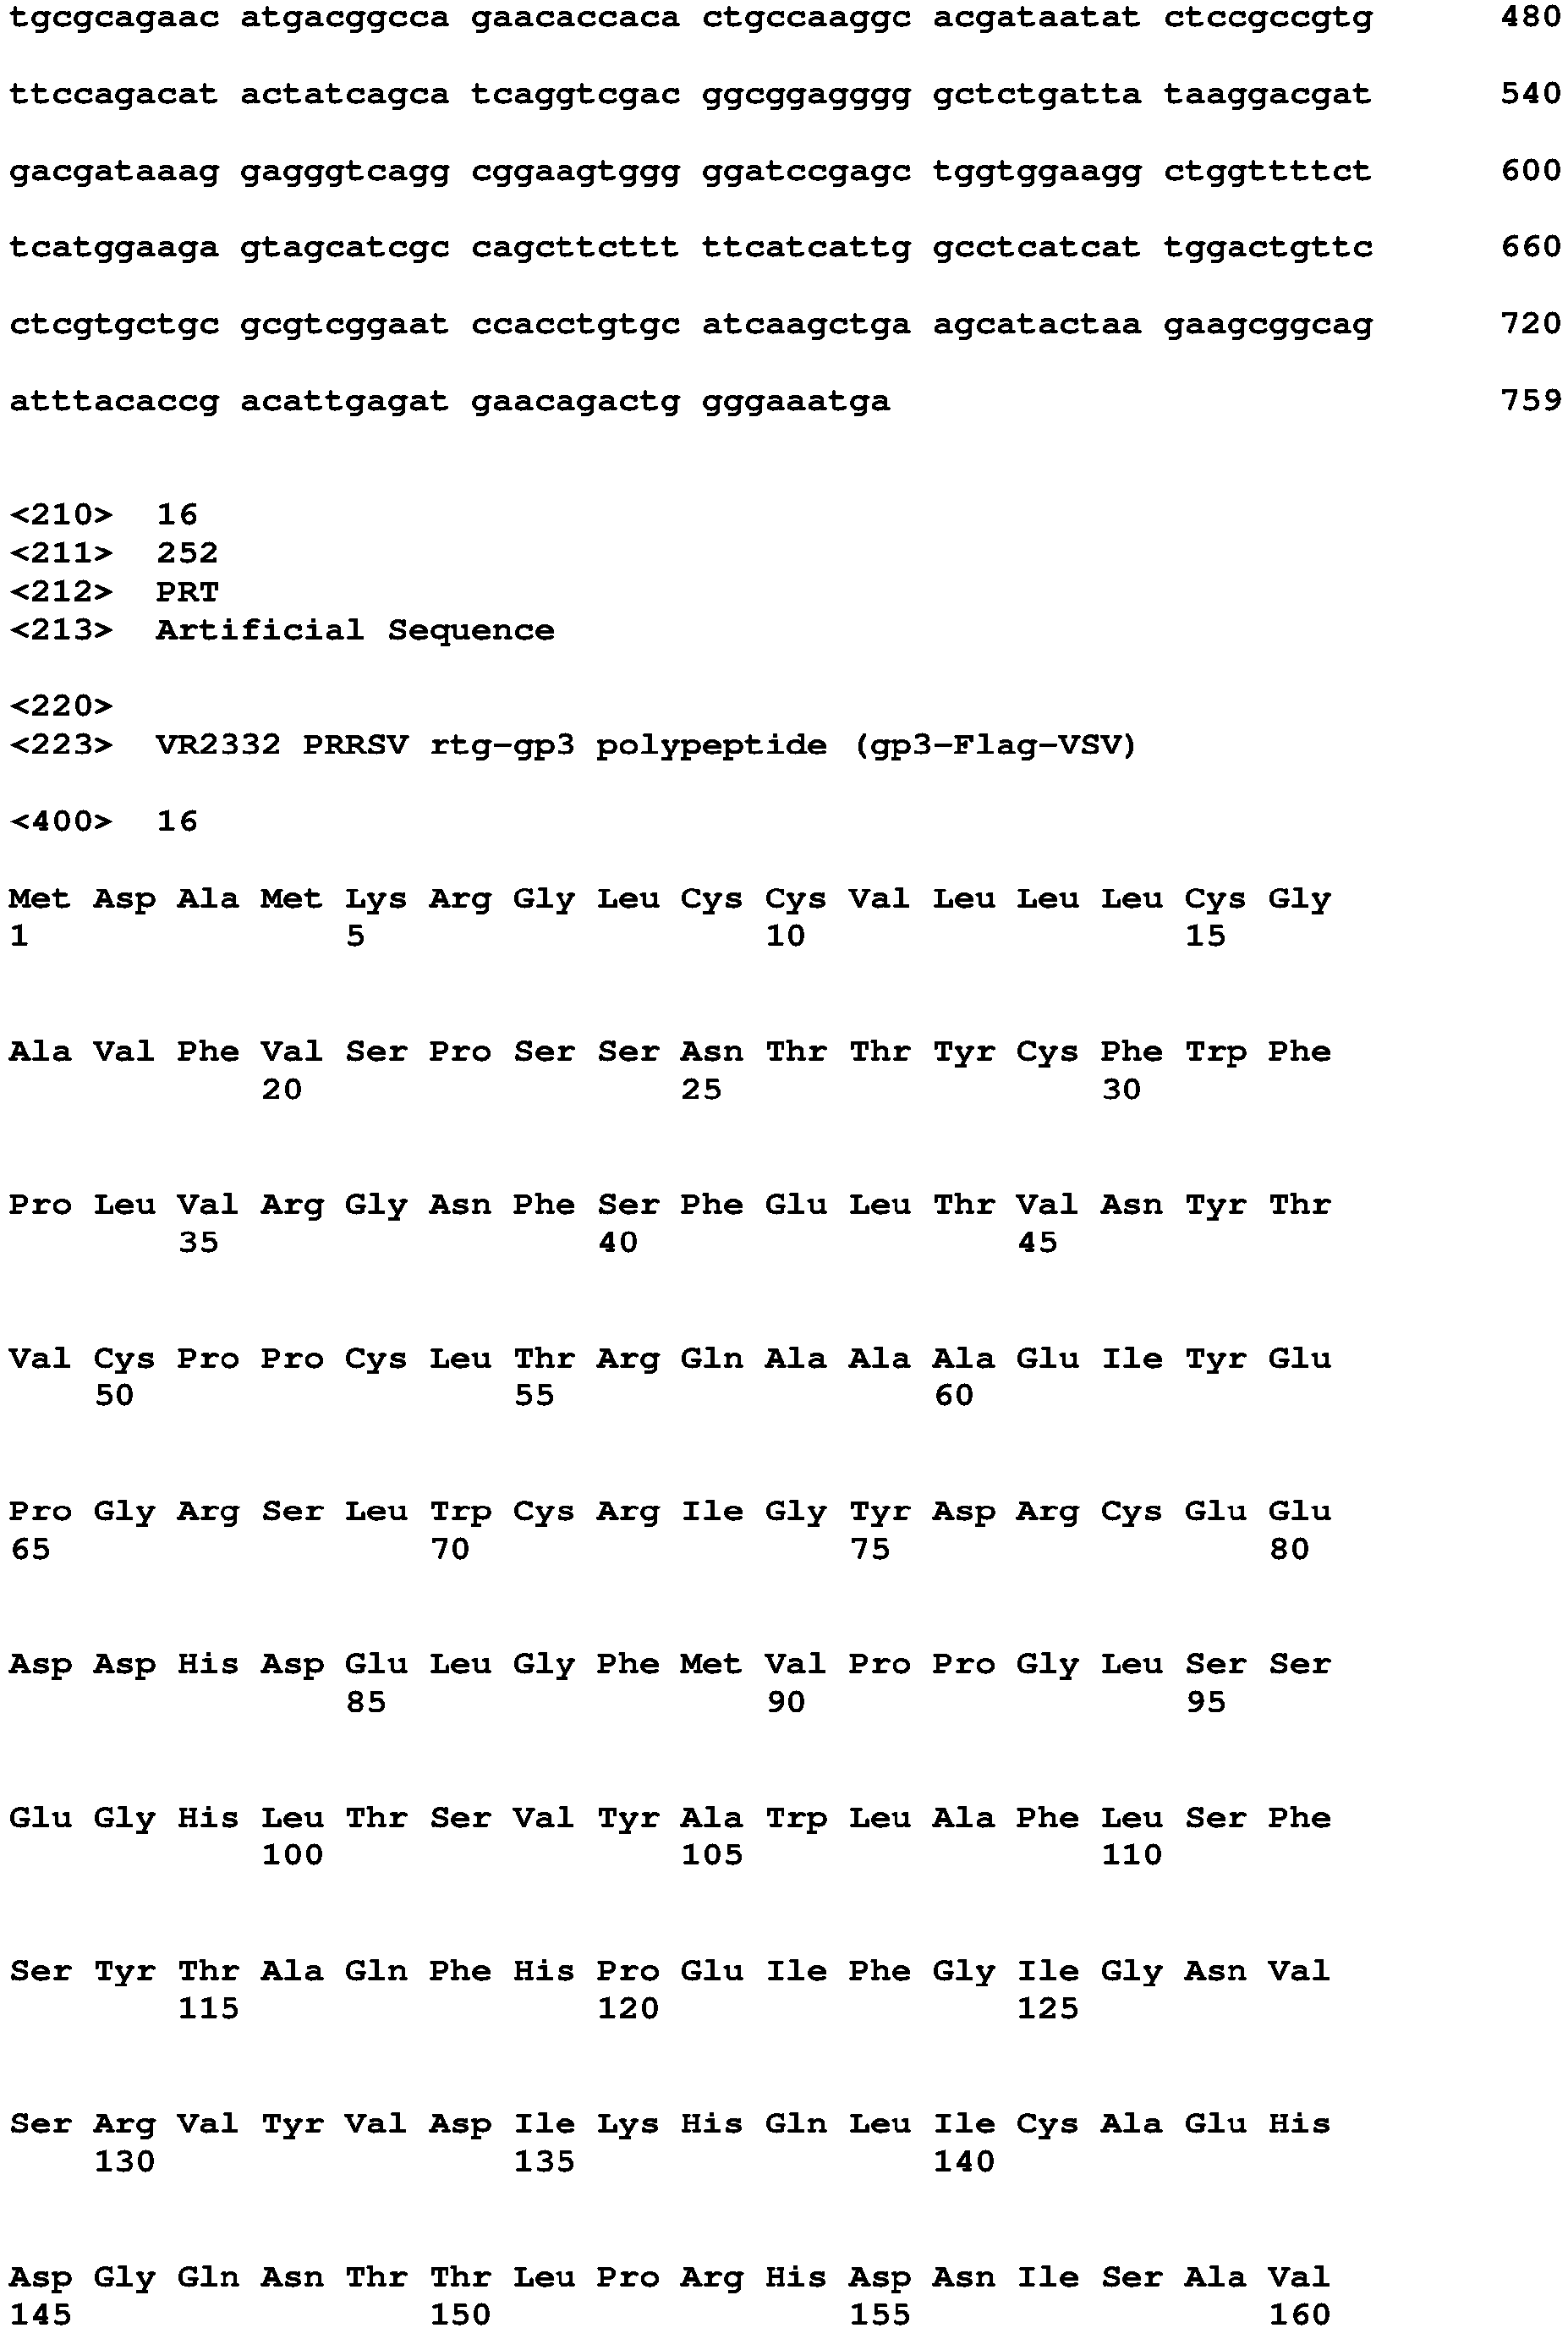 tgcgcagaac atgacggcca gaacaccaca ctgccaaggc acgataatat ctccgccgtg 480
ttccagacat actatcagca tcaggtcgac ggcggagggg gctctgatta taaggacgat 540
gacgataaag gagggtcagg cggaagtggg ggatccgagc tggtggaagg ctggttttct 600
tcatggaaga gtagcatcgc cagcttcttt ttcatcattg gcctcatcat tggactgttc 660
ctcgtgctgc gcgtcggaat ccacctgtgc atcaagctga agcatactaa gaagcggcag 720
atttacaccg acattgagat gaacagactg gggaaatga 759
<210> 16
<211> 252
<212> PRT
<213> Artificial Sequence
<220>
<223> VR2332 PRRSV rtg-gp3 polypeptide (gp3-Flag-VSV)
<400> 16
Met Asp Ala Met Lys Arg Gly Leu Cys Cys Val Leu Leu Leu Cys Gly
1 5 10 15
Ala Val Phe Val Ser Pro Ser Ser Asn Thr Thr Tyr Cys Phe Trp Phe
20 25 30
Pro Leu Val Arg Gly Asn Phe Ser Phe Glu Leu Thr Val Asn Tyr Thr
35 40 45
Val Cys Pro Pro Cys Leu Thr Arg Gln Ala Ala Ala Glu Ile Tyr Glu
50 55 60
Pro Gly Arg Ser Leu Trp Cys Arg Ile Gly Tyr Asp Arg Cys Glu Glu
65 70 75 80
Asp Asp His Asp Glu Leu Gly Phe Met Val Pro Pro Gly Leu Ser Ser
85 90 95
Glu Gly His Leu Thr Ser Val Tyr Ala Trp Leu Ala Phe Leu Ser Phe
100 105 110
Ser Tyr Thr Ala Gln Phe His Pro Glu Ile Phe Gly Ile Gly Asn Val
115 120 125
Ser Arg Val Tyr Val Asp Ile Lys His Gln Leu Ile Cys Ala Glu His
130 135 140
Asp Gly Gln Asn Thr Thr Leu Pro Arg His Asp Asn Ile Ser Ala Val
145 150 155 160